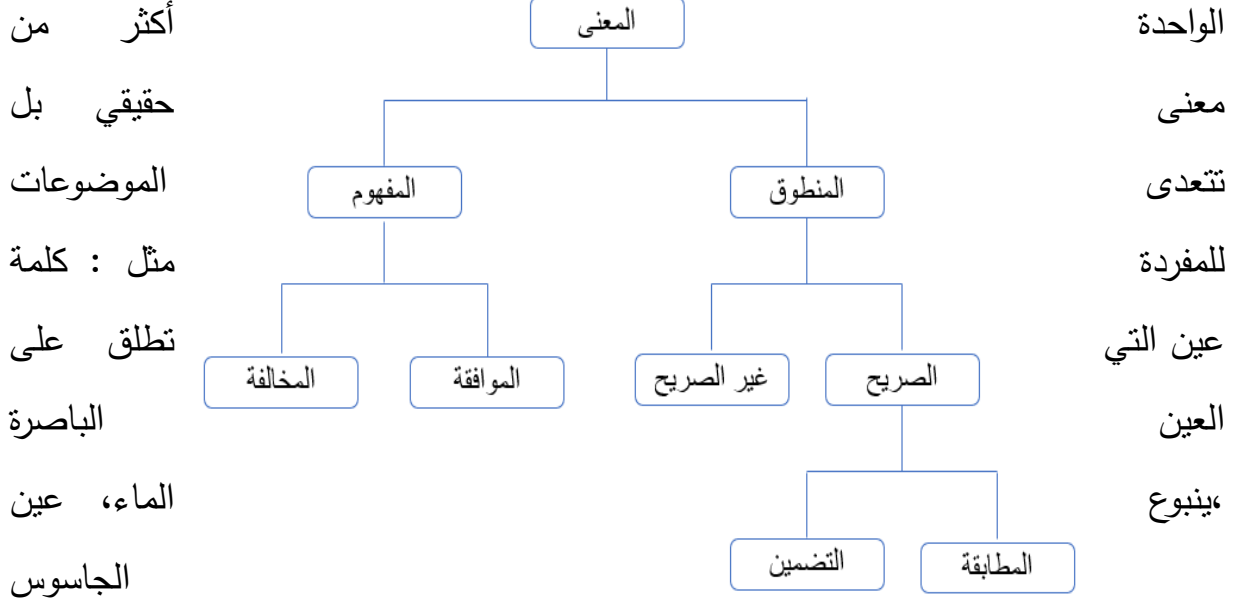 الواحدة أكثر من
معنى حقيقي بل
تتعدى الموضوعات
للمفردة مثل : كلمة
عين التي تطلق على
العين الباصرة
،ينبوع الماء، عين
الجاسوس
المعنى
المنطوق
المفهوم
الصريح
غير الصريح
الموافقة
المخالفة
المطابقة
التضمين